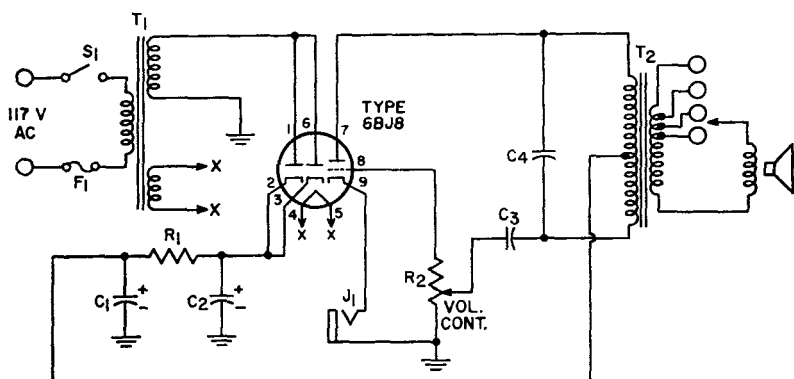 T1
S1
117 V
AC
F1
X
X
TYPE
6BJ8
1
6
7
2
3
4
5
8
9
X
X
R1
C1
+
-
C2
+
-
J1
R2
VOL.
CONT.
C3
C4
T2